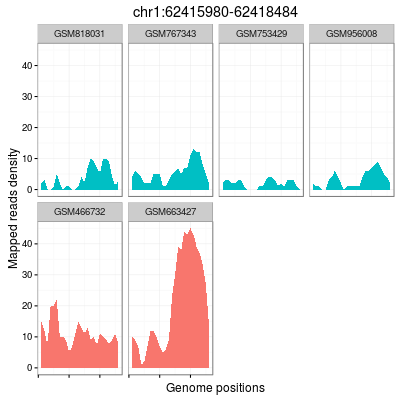 chr1:62415980-62418484
GSM818031 GSM767343 GSM753429 GSM956008
40
30
20
10
0
Mapped reads density
GSM466732 GSM663427
40
30
20
10
0
Genome positions